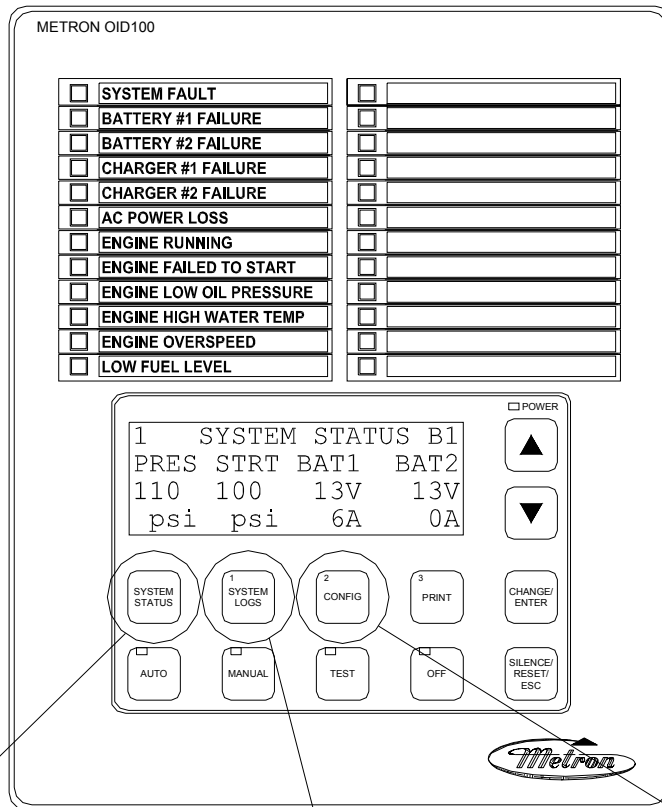 METRON OID100
SYSTEM FAULT
BATTERY #1 FAILURE
BATTERY #2 FAILURE
CHARGER #1 FAILURE
CHARGER #2 FAILURE
AC POWER LOSS
ENGINE RUNNING
ENGINE FAILED TO START
ENGINE LOW OIL PRESSURE
ENGINE HIGH WATER TEMP
ENGINE OVERSPEED
LOW FUEL LEVEL
POWER
1 SYSTEM STATUS B1
PRES STRT BAT1 BAT2
110 100 13V 13V
psi psi 6A 0A
SYSTEM
STATUS
1
SYSTEM
LOGS
2
CONFIG
3
PRINT
CHANGE/
ENTER
AUTO
MANUAL
TEST
OFF
SILENCE/
RESET/
ESC
Metron